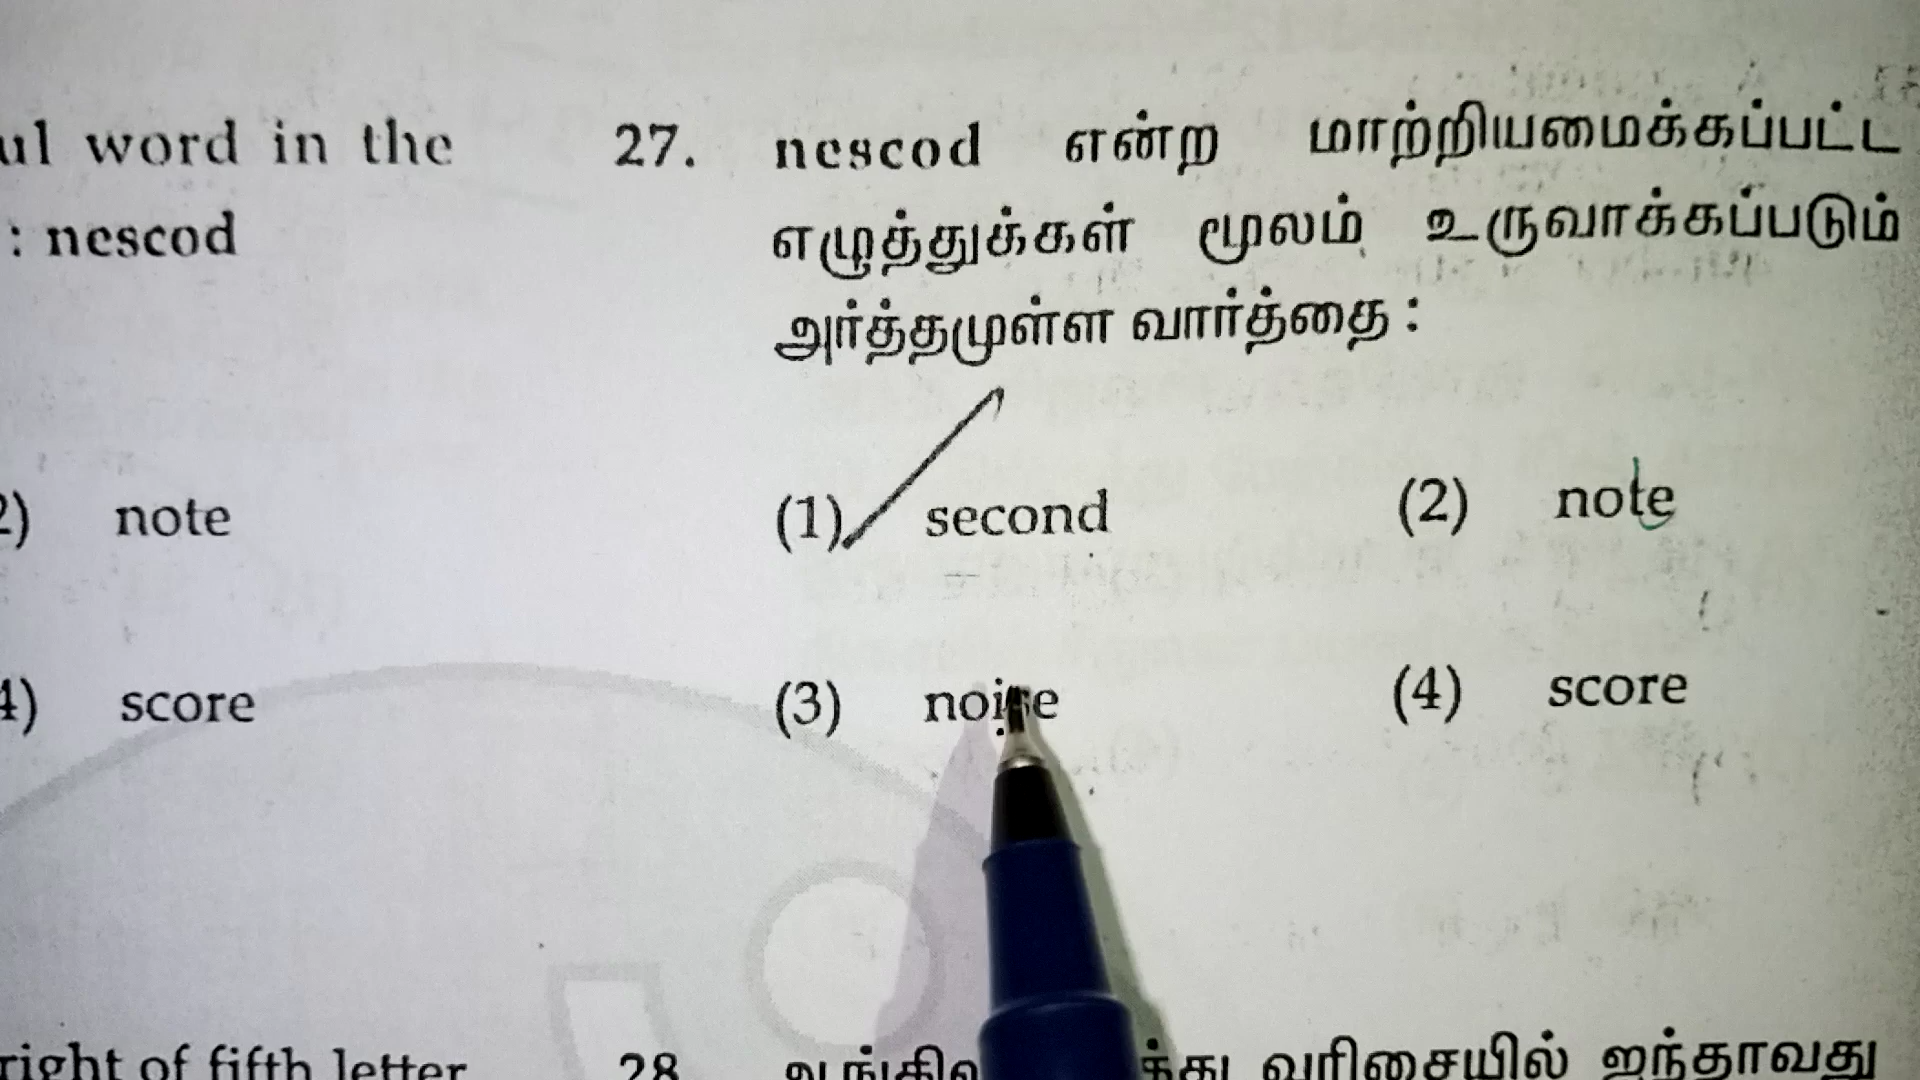 ul word in the
: nescod
2) note
4) score
right of fifth letter
27. nescod என்ற மாற்றியமைக்கப்பட்ட
எழுத்துக்கள் மூலம் உருவாக்கப்படும்
அர்த்தமுள்ள வார்த்தை :
(1) second (2) note
(3) noise (4) score
28. வரிசையில் ஐந்தாவது